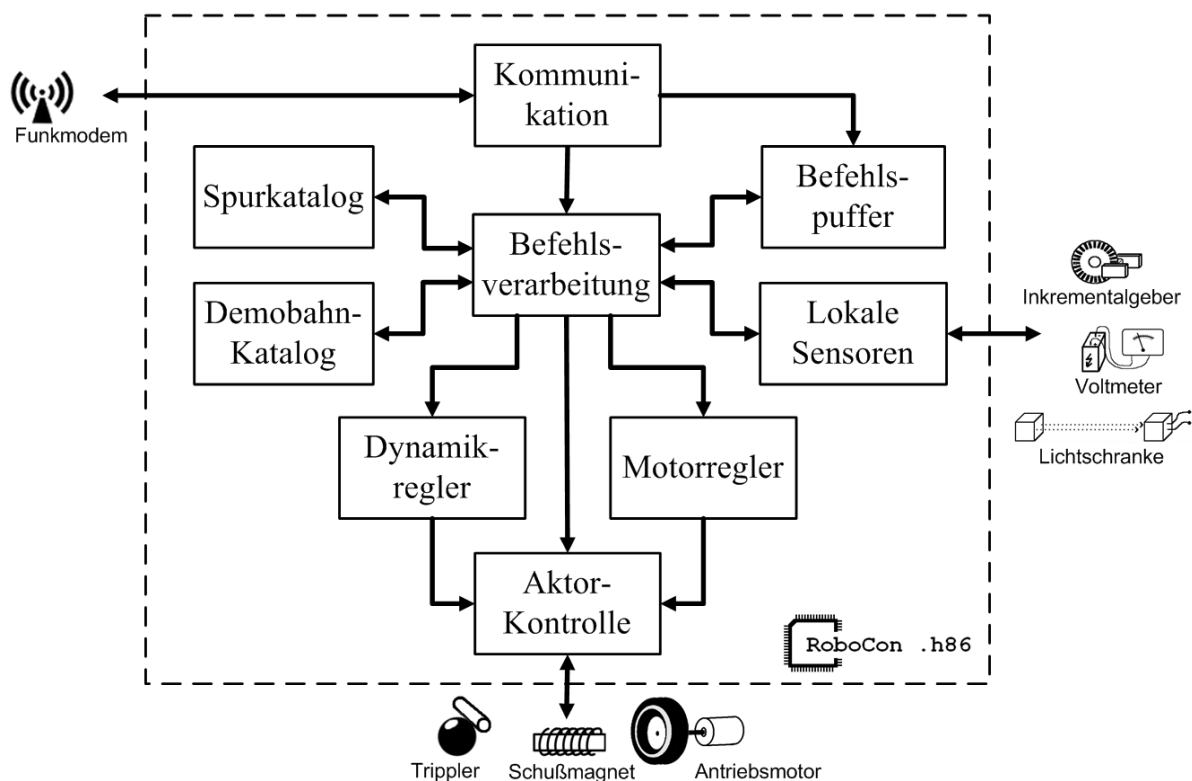 Kommuni-
kation
Funkmodem
Spurkatalog
Befehls-
puffer
Befehls-
verarbeitung
Demobahn-
Katalog
Lokale
Sensoren
Inkrementalgeber
Voltmeter
Lichtschranke
Dynamik-
regler
Motorregler
Aktor-
Kontrolle
RoboCon .h86
Trippler
Schußmagnet
Antriebsmotor